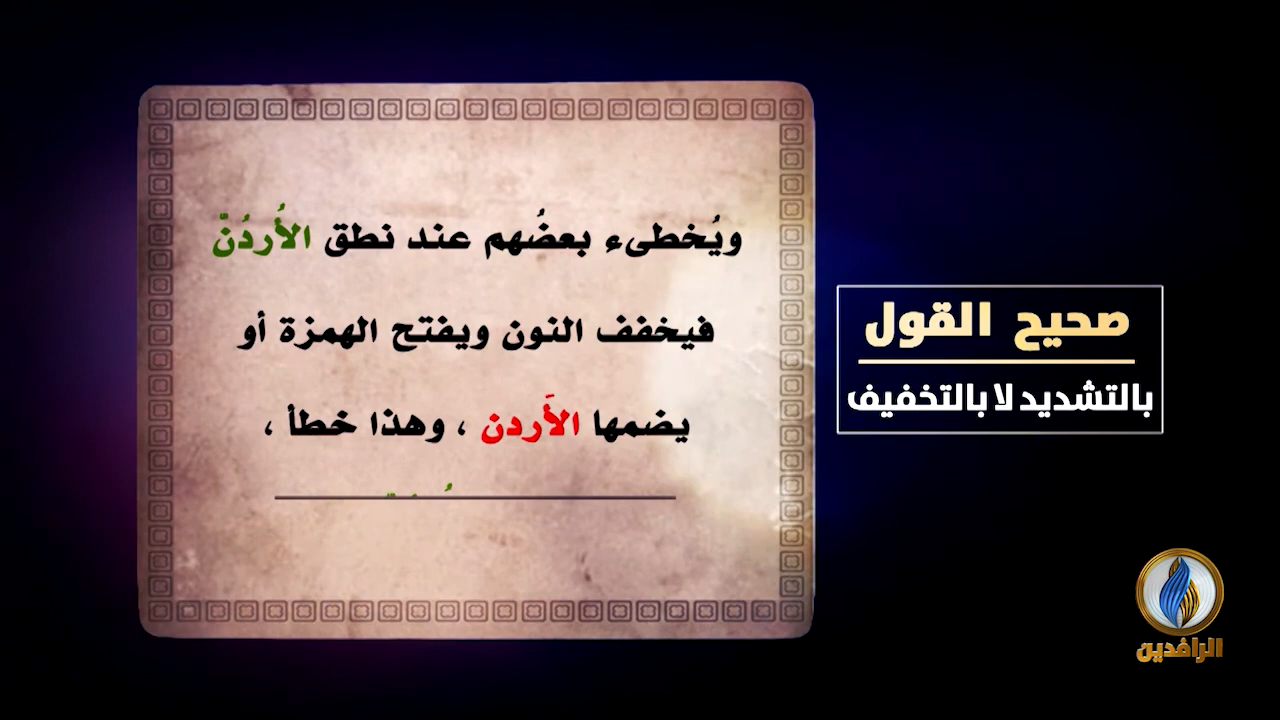 ويُخطىء بعضُهم عند نطق الأُردُنّ
فيخفف النون ويفتح الهمزة أو
يضمها الأَردن ، وهذا خطأ ،
صحيح القول
بالتشديد لا بالتخفيف
الرافدين